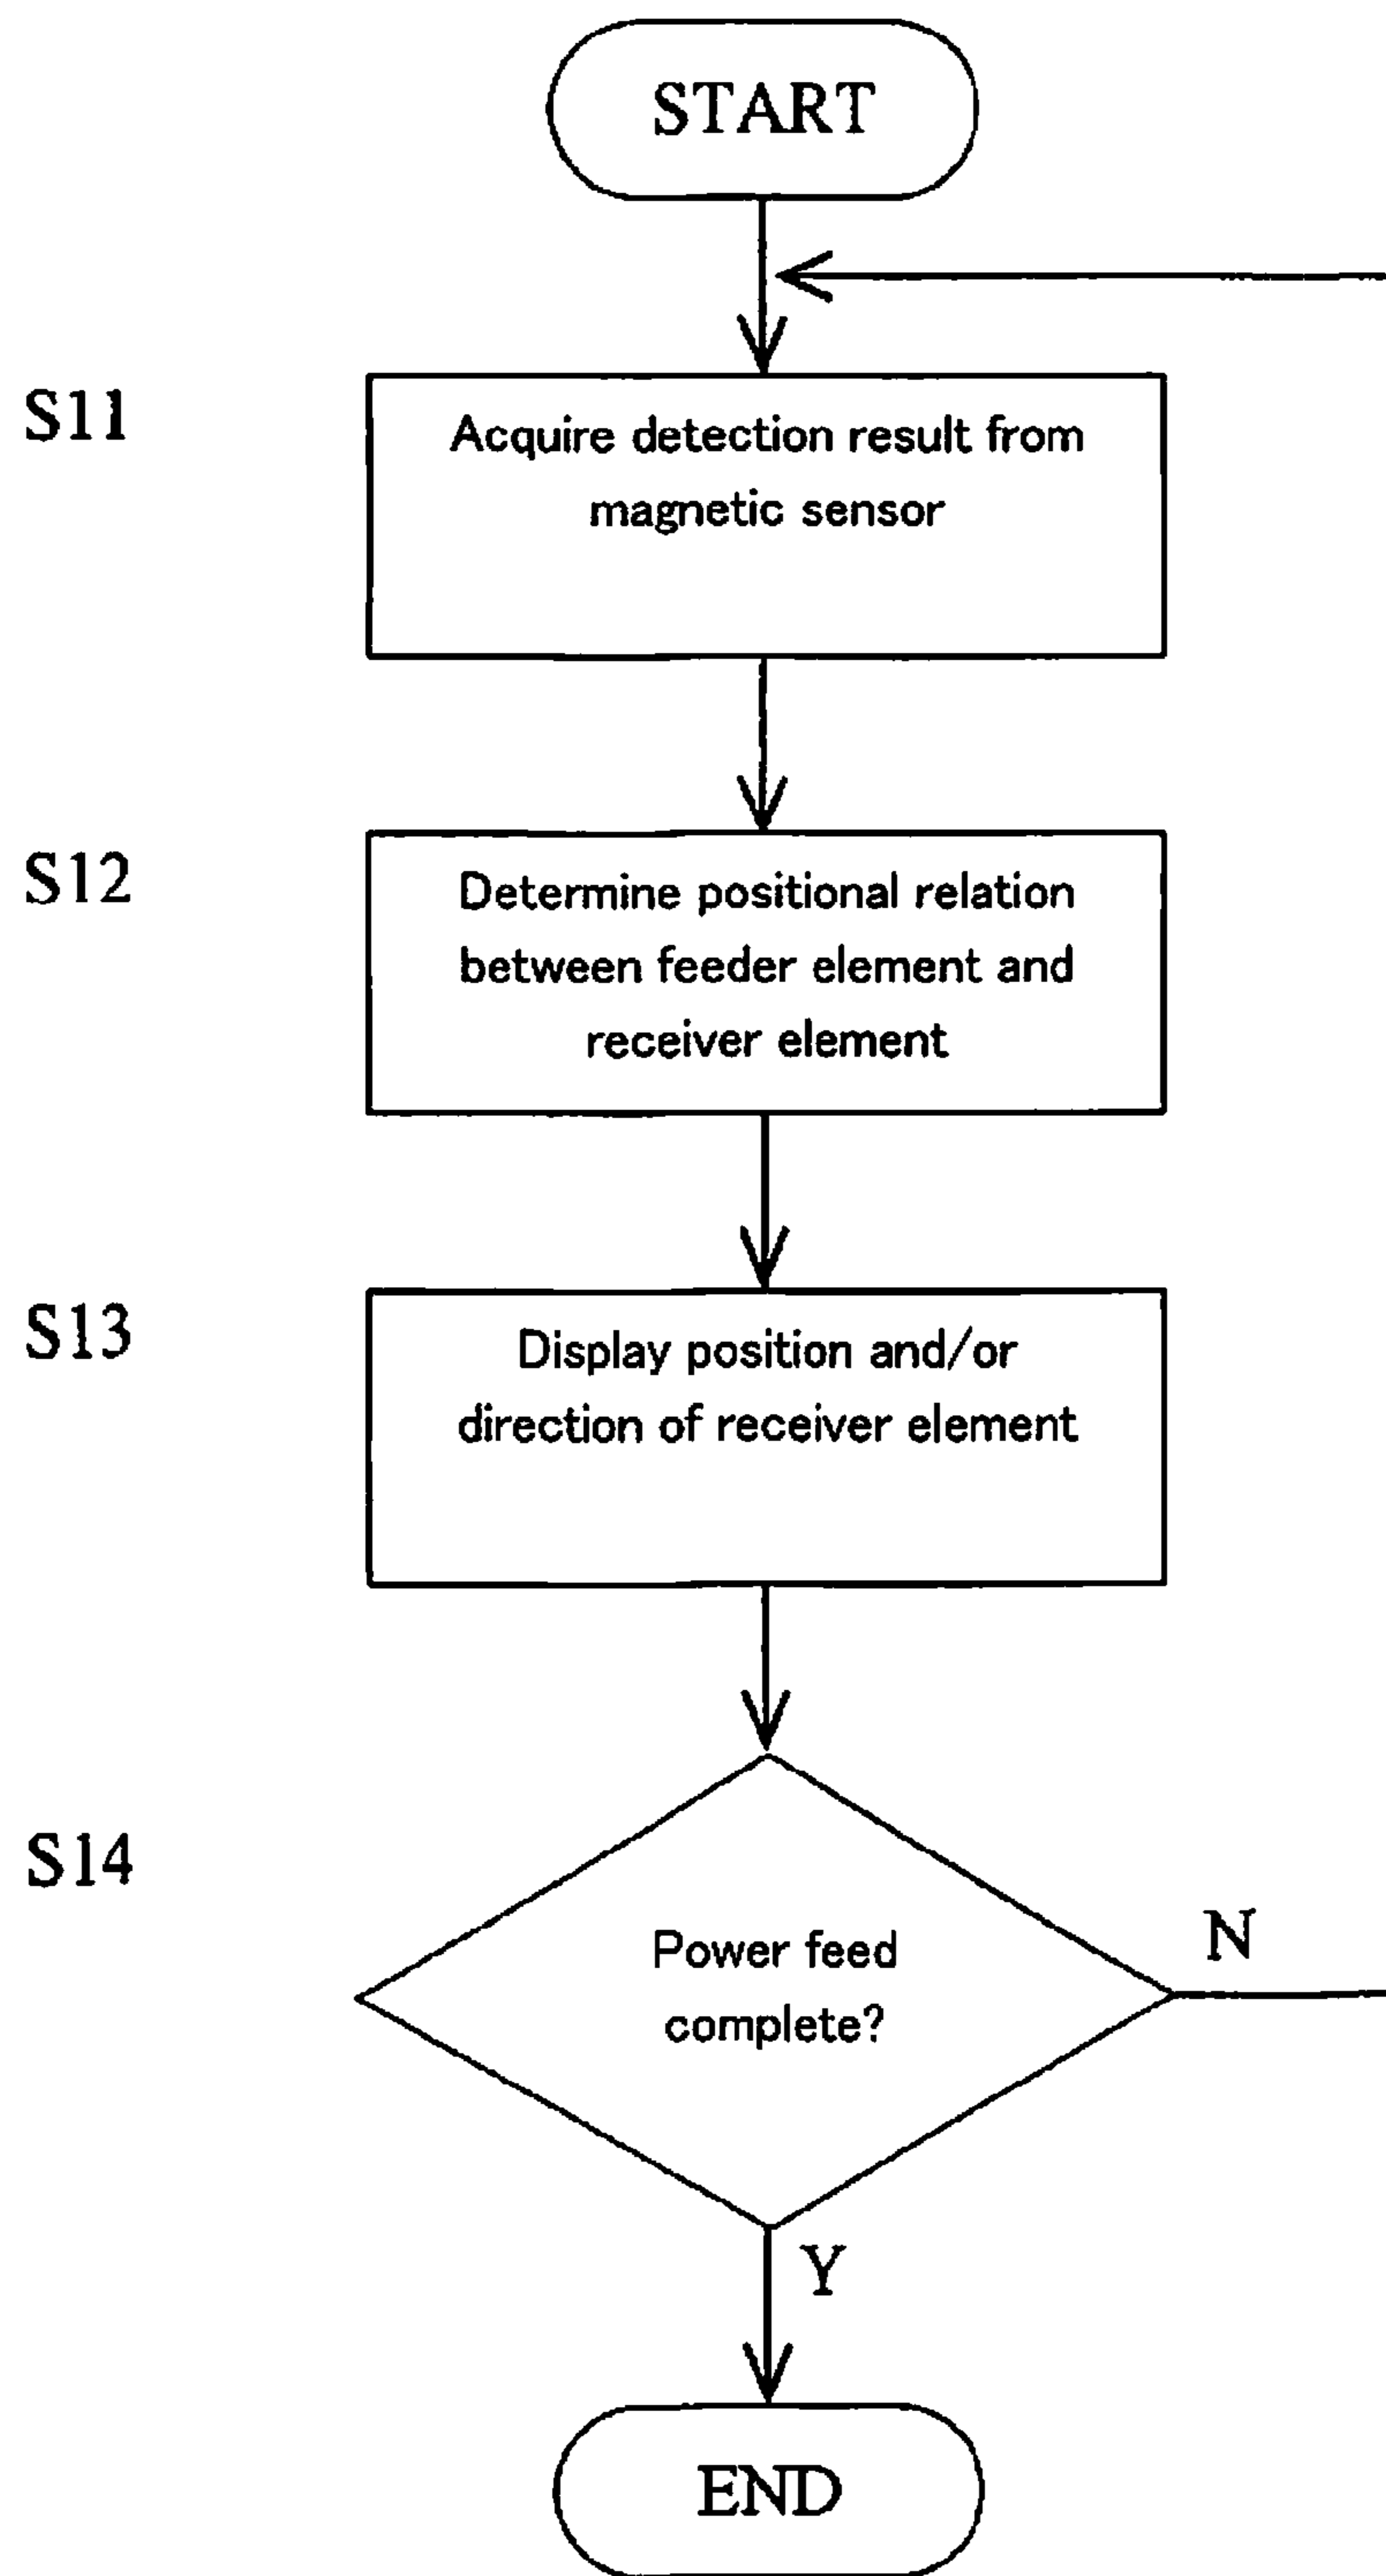 START
S11
Acquire detection result from
magnetic sensor
S12
Determine positional relation
between feeder element and
receiver element
S13
Display position and/or
direction of receiver element
S14
Power feed
complete?
N
Y
END